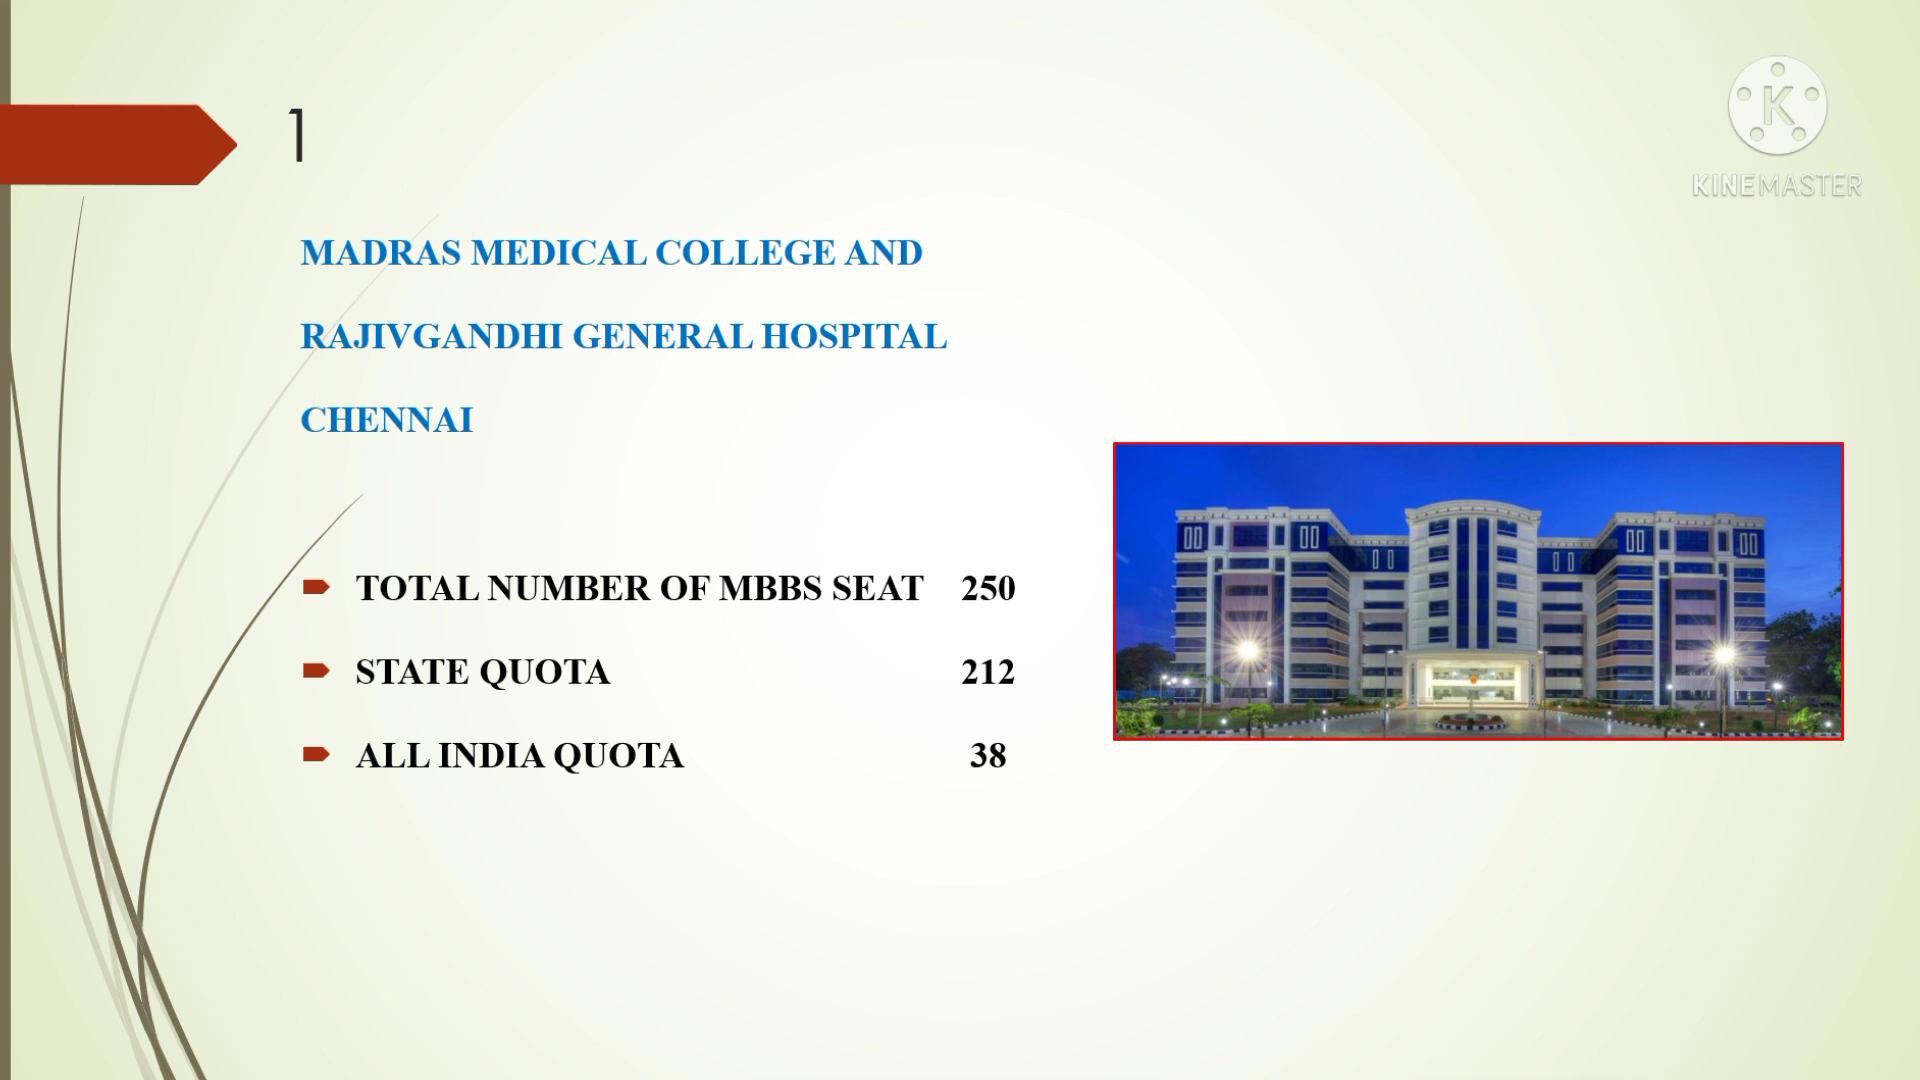 1
K
KINEMASTER
MADRAS MEDICAL COLLEGE AND
RAJIVGANDHI GENERAL HOSPITAL
CHENNAI
TOTAL NUMBER OF MBBS SEAT 250
STATE QUOTA 212
ALL INDIA QUOTA 38